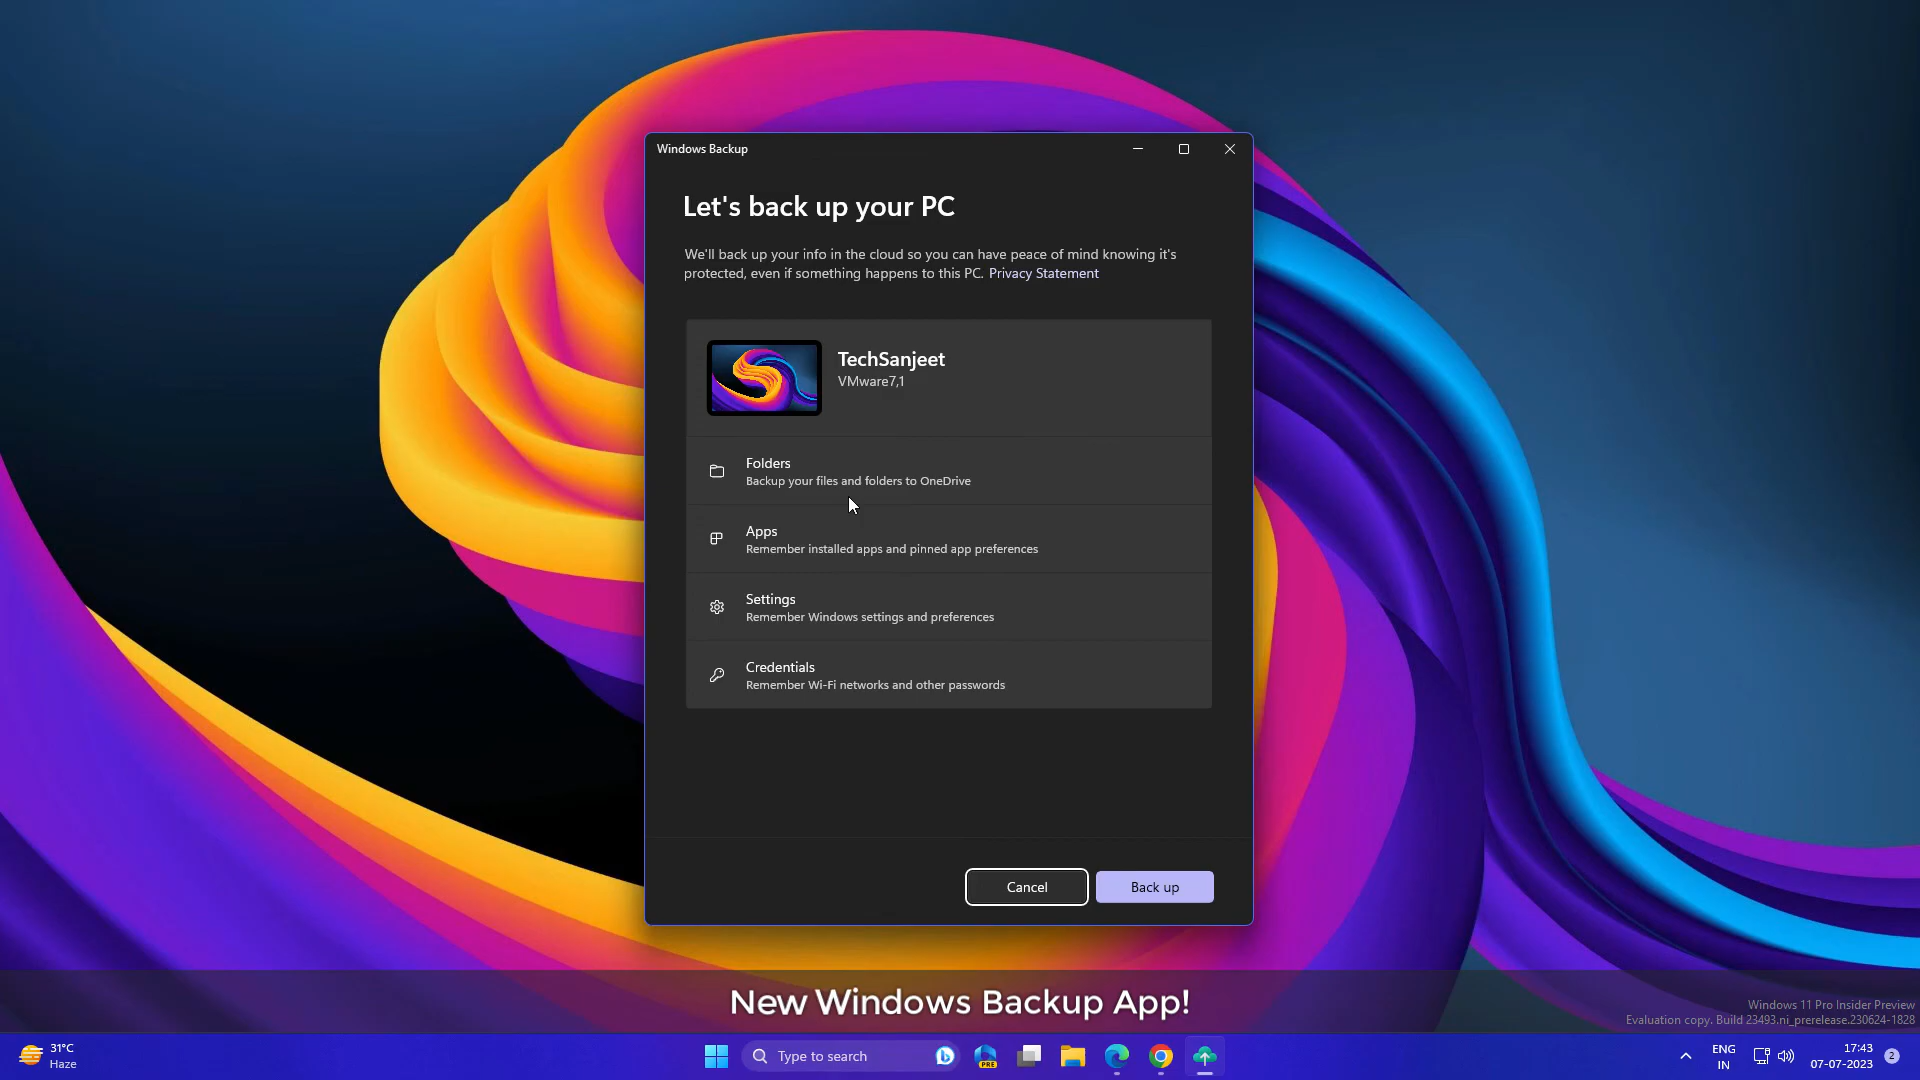 Windows Backup
Let's back up your PC
We'll back up your info in the cloud so you can have peace of mind knowing it's
protected, even if something happens to this PC. Privacy Statement
TechSanjeet
VMware7,1
Folders
Backup your files and folders to OneDrive
Apps
Remember installed apps and pinned app preferences
Settings
Remember Windows settings and preferences
Credentials
Remember Wi-Fi networks and other passwords
Cancel
Back up
New Windows Backup App!
Windows 11 Pro Insider Preview
Evaluation copy. Build 23493.ni_prerelease.230624-1828
31°C
Haze
Type to search
PRE
ENG
IN
17:43
07-07-2023
2